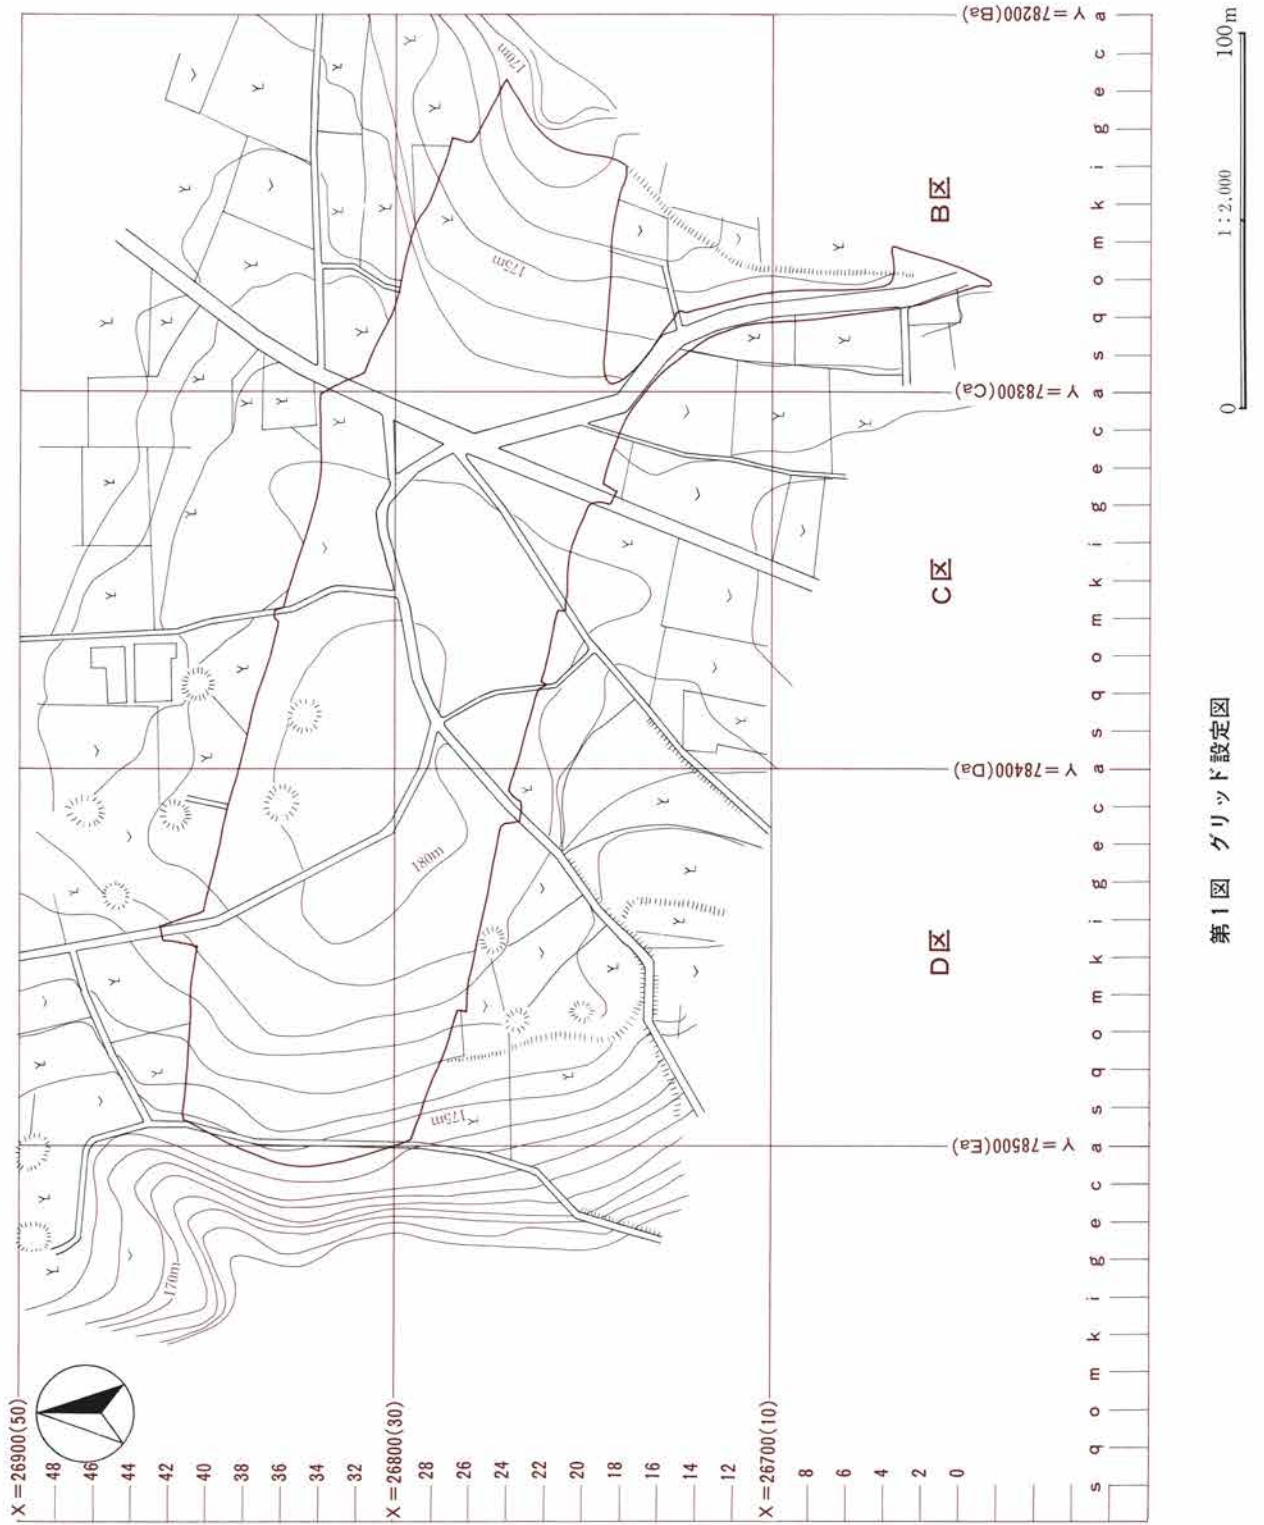 X=26900(50)
48
46
44
42
40
38
36
34
32
X=26800(30)
28
26
24
22
20
18
16
14
12
X=26700(10)
8
6
4
2
0
Y=78200(Ba)
Y=78300(Ca)
Y=78400(Da)
Y=78500(Ea)
B区
C区
D区
170m
175m
180m
175m
170m
a
c
e
g
i
k
m
o
q
s
a
c
e
g
i
k
m
o
q
s
a
c
e
g
i
k
m
o
q
s
a
c
e
g
i
k
m
o
q
s
第1図 グリッド設定図
0 1:2,000 100m